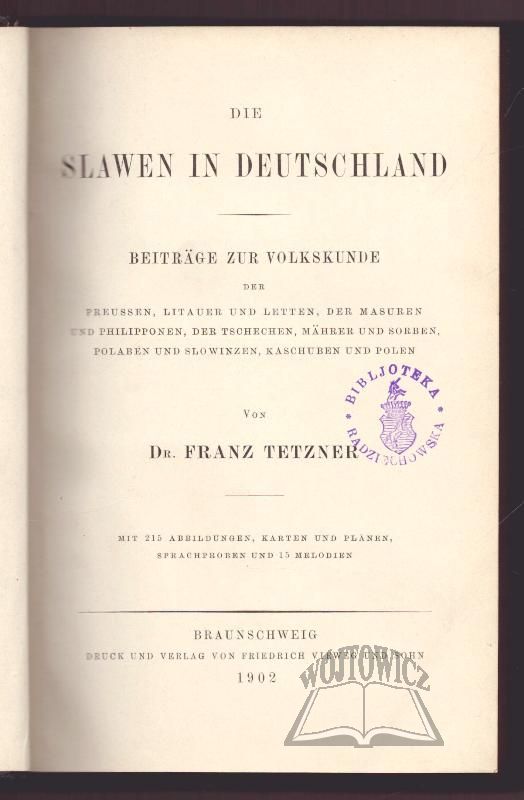 DIE
SLAWEN IN DEUTSCHLAND
BEITRÄGE ZUR VOLKSKUNDE
DER
PREUSSEN, LITAUER UND LETTEN, DER MASUREN
UND PHILIPPONEN, DER TSCHECHEN, MÄHRER UND SORBEN,
POLABEN UND SLOWINZEN, KASCHUBEN UND POLEN
VON
DR. FRANZ TETZNER
MIT 215 ABBILDUNGEN, KARTEN UND PLÄNEN,
SPRACHPROBEN UND 15 MELODIEN
BRAUNSCHWEIG
DRUCK UND VERLAG VON FRIEDRICH VIEWEG UND SOHN
1902
* BIBLJOTEKA *
RADZIECHOWSKA
WÓJTOWICZ